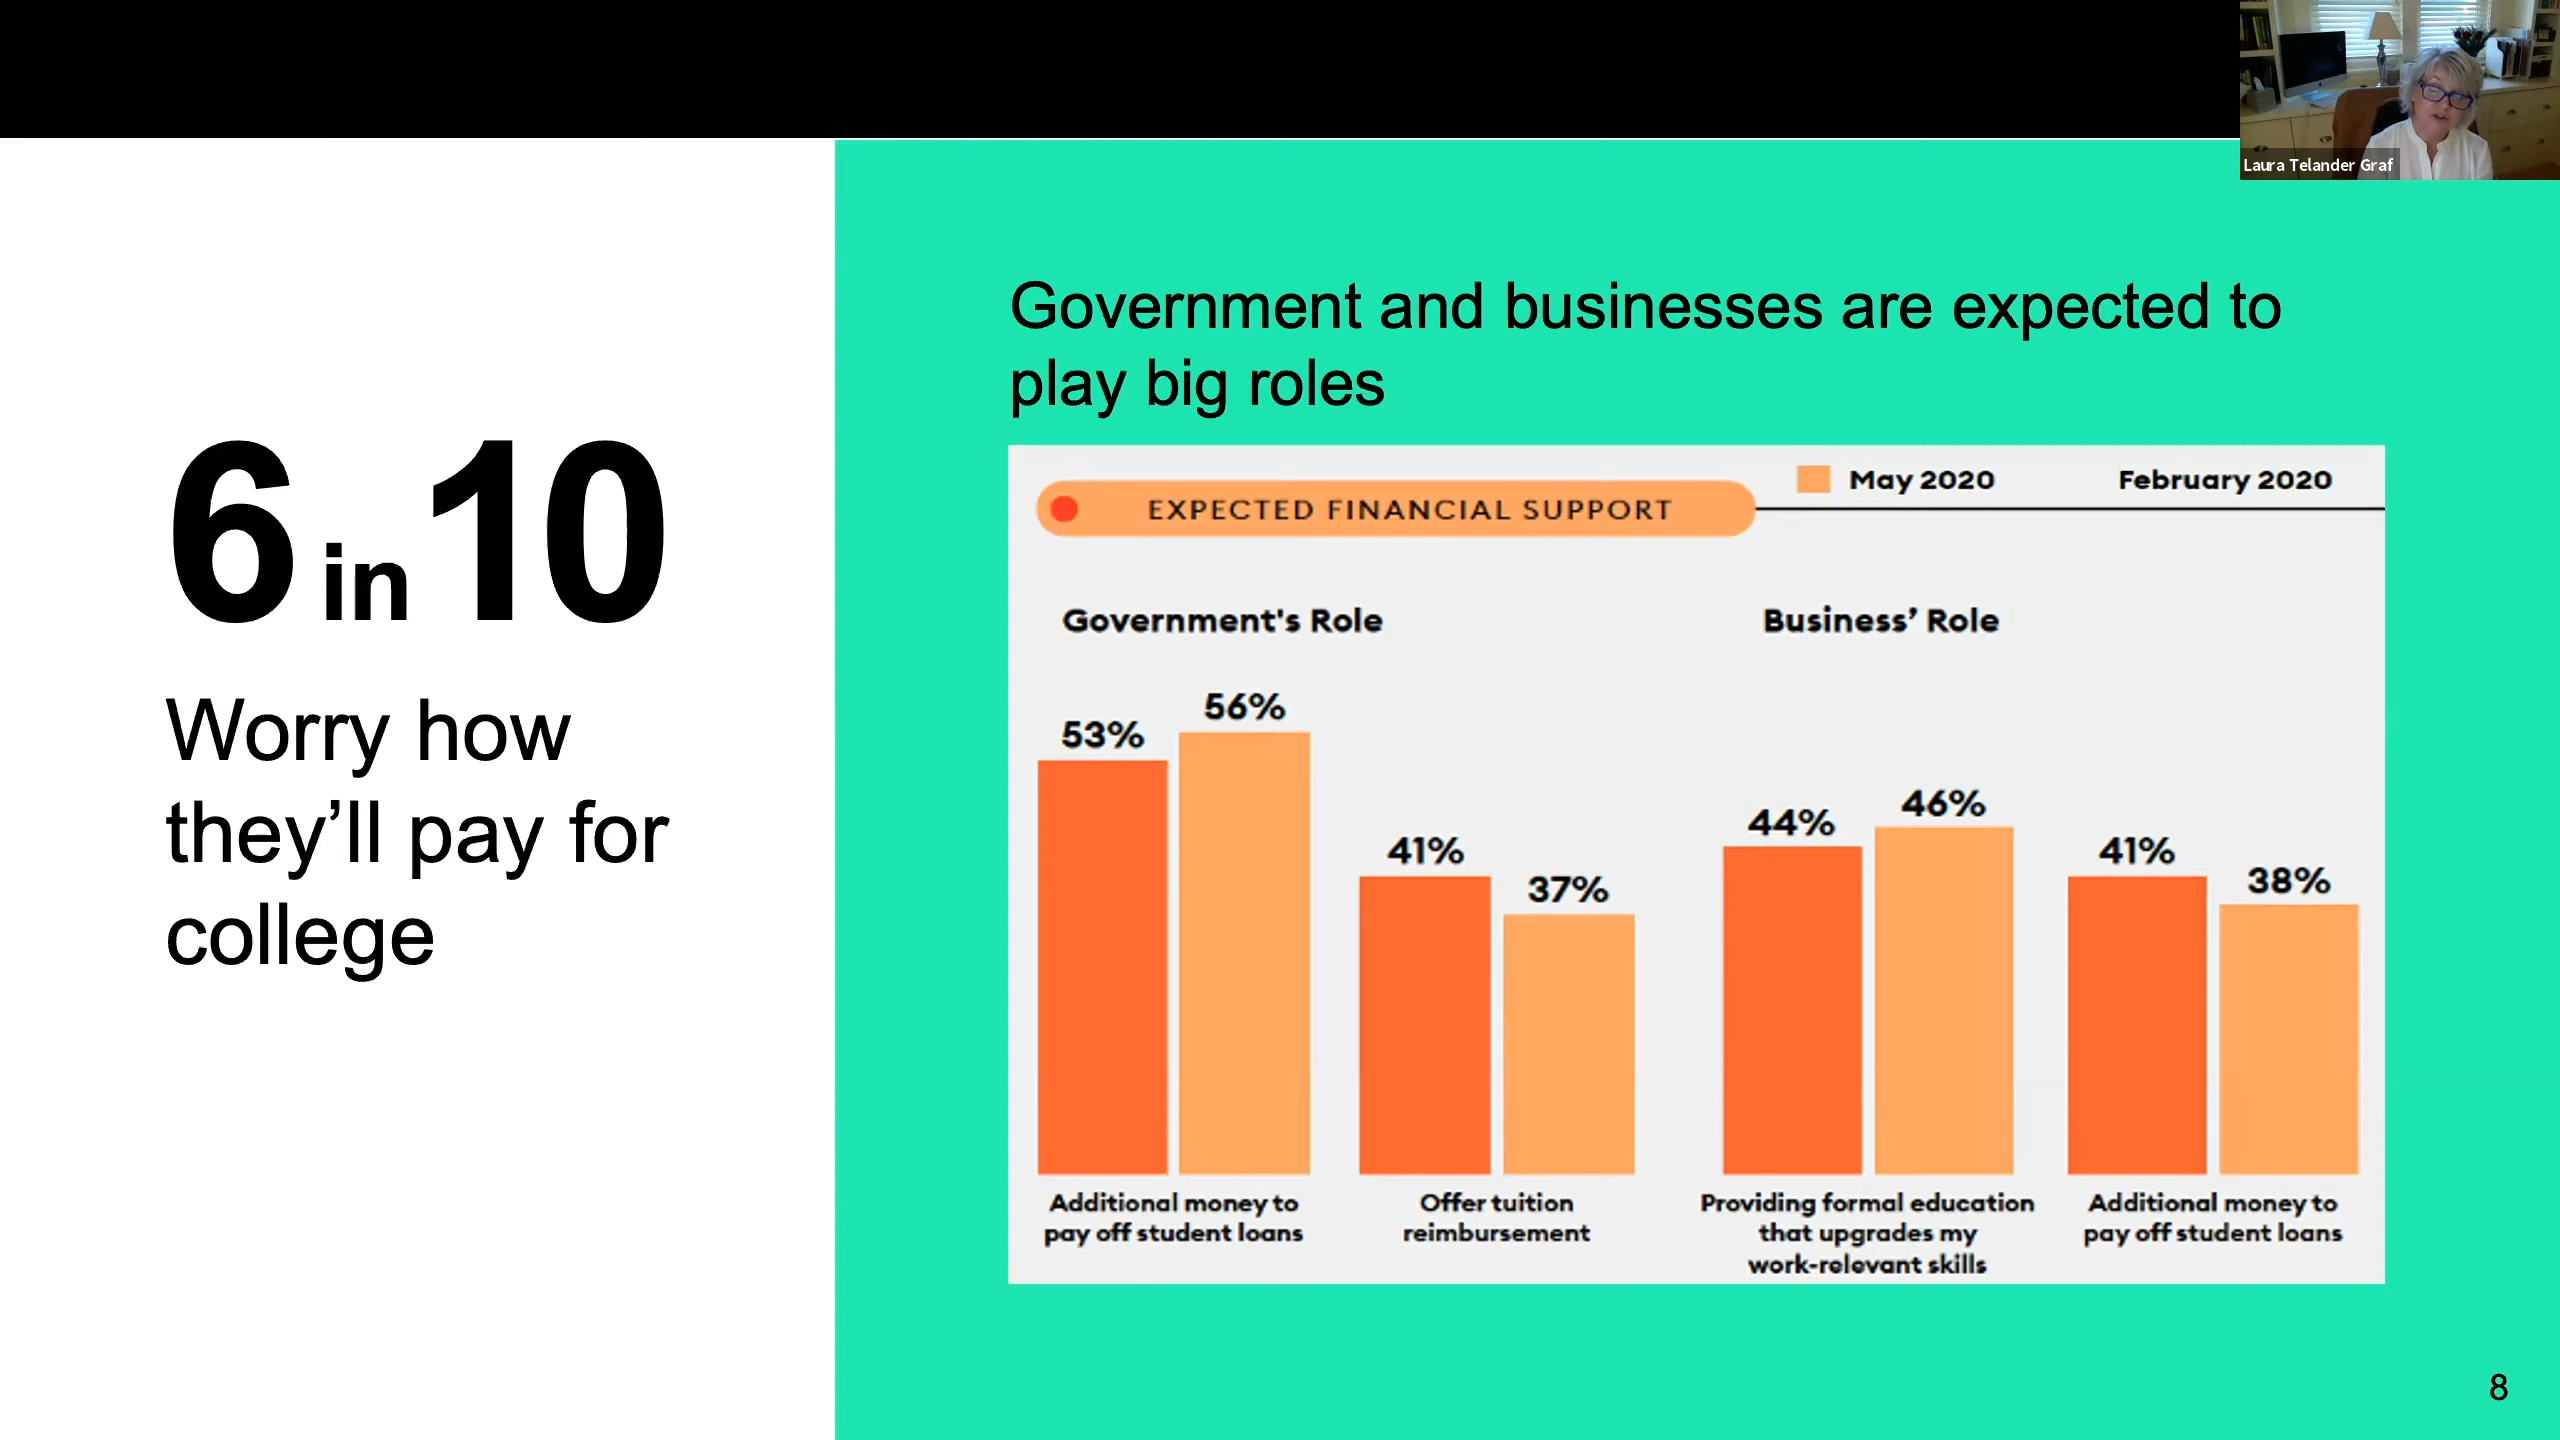 Laura Telander Graf
6 in 10
Worry how
they’ll pay for
college
Government and businesses are expected to
play big roles
EXPECTED FINANCIAL SUPPORT
May 2020
February 2020
Government's Role
Business’ Role
53%
56%
41%
37%
44%
46%
41%
38%
Additional money to
pay off student loans
Offer tuition
reimbursement
Providing formal education
that upgrades my
work-relevant skills
Additional money to
pay off student loans
8